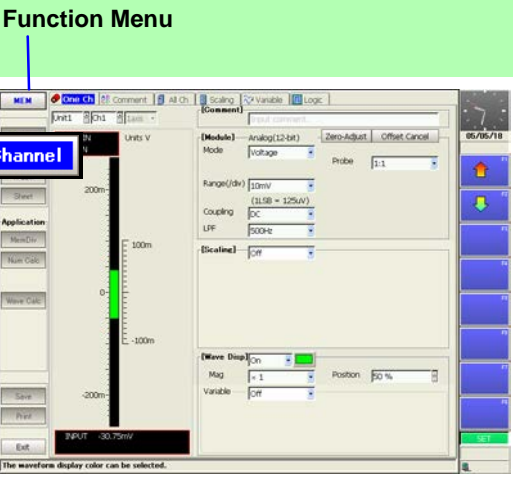 Function Menu
MEM
One Ch
Comment
All Ch
Scaling
Variable
Logic
Unit1
Ch1
1axis
[Comment]
Input comment...
Channel
Units V
[Module]
Analog(12-bit)
Zero-Adjust
Offset Cancel
Mode
Voltage
Probe
1:1
Range(/div)
10mV
(1LSB = 125uV)
Coupling
DC
LPF
500Hz
[Scaling]
Off
Sheet
Application
MemDiv
Num Calc
Wave Calc
Save
Print
Exit
200m
100m
0
-100m
-200m
INPUT -30.75mV
[Wave Disp]
On
Mag
× 1
Position
50 %
Variable
Off
05/05/18
SET
The waveform display color can be selected.